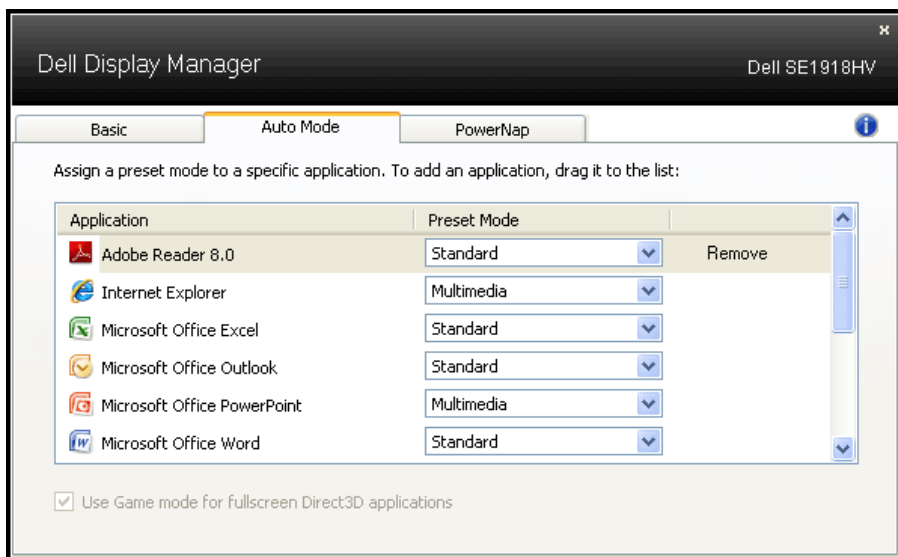 x
Dell Display Manager
Dell SE1918HV
Basic Auto Mode PowerNap
Assign a preset mode to a specific application. To add an application, drag it to the list:
Application Preset Mode
Adobe Reader 8.0 Standard Remove
Internet Explorer Multimedia
Microsoft Office Excel Standard
Microsoft Office Outlook Standard
Microsoft Office PowerPoint Multimedia
Microsoft Office Word Standard
Use Game mode for fullscreen Direct3D applications